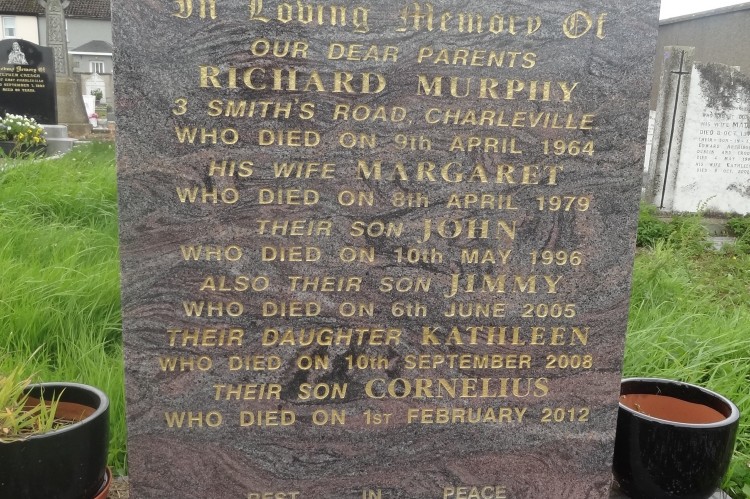 In Loving Memory Of
OUR DEAR PARENTS
RICHARD MURPHY
3 SMITH'S ROAD, CHARLEVILLE
WHO DIED ON 9th APRIL 1964
HIS WIFE MARGARET
WHO DIED ON 8th APRIL 1979
THEIR SON JOHN
WHO DIED ON 10th MAY 1996
ALSO THEIR SON JIMMY
WHO DIED ON 6th JUNE 2005
THEIR DAUGHTER KATHLEEN
WHO DIED ON 10th SEPTEMBER 2008
THEIR SON CORNELIUS
WHO DIED ON 1ST FEBRUARY 2012
REST IN PEACE